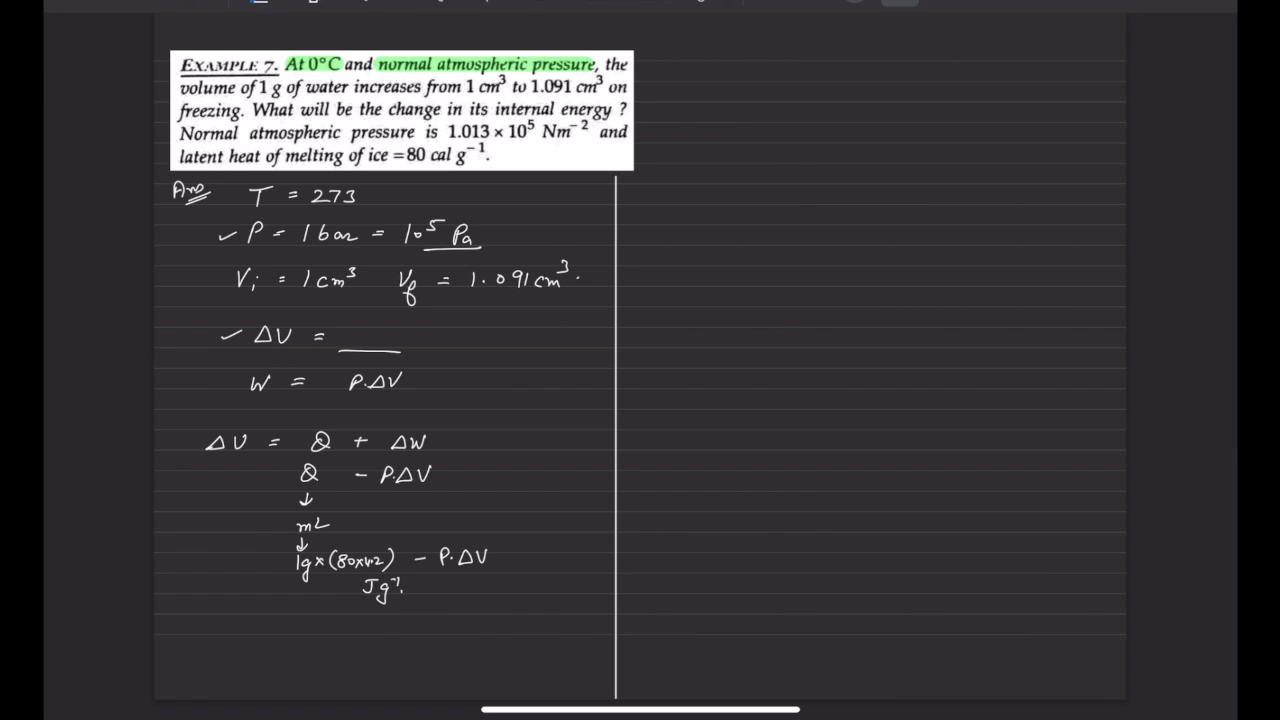 EXAMPLE 7. At 0°C and normal atmospheric pressure, the
volume of 1 g of water increases from 1 cm³ to 1.091 cm³ on
freezing. What will be the change in its internal energy ?
Normal atmospheric pressure is 1.013 × 10⁵ Nm⁻² and
latent heat of melting of ice = 80 cal g⁻¹.
Ans T = 273
✓ P = 1 bar = 10⁵ Pa
Vi = 1 cm³ Vf = 1.091 cm³.
✓ ΔU =
W = P.ΔV
ΔU = Q + ΔW
Q - P.ΔV
↓
mL
↓
1g × (80×4.2) - P.ΔV
Jg⁻¹.